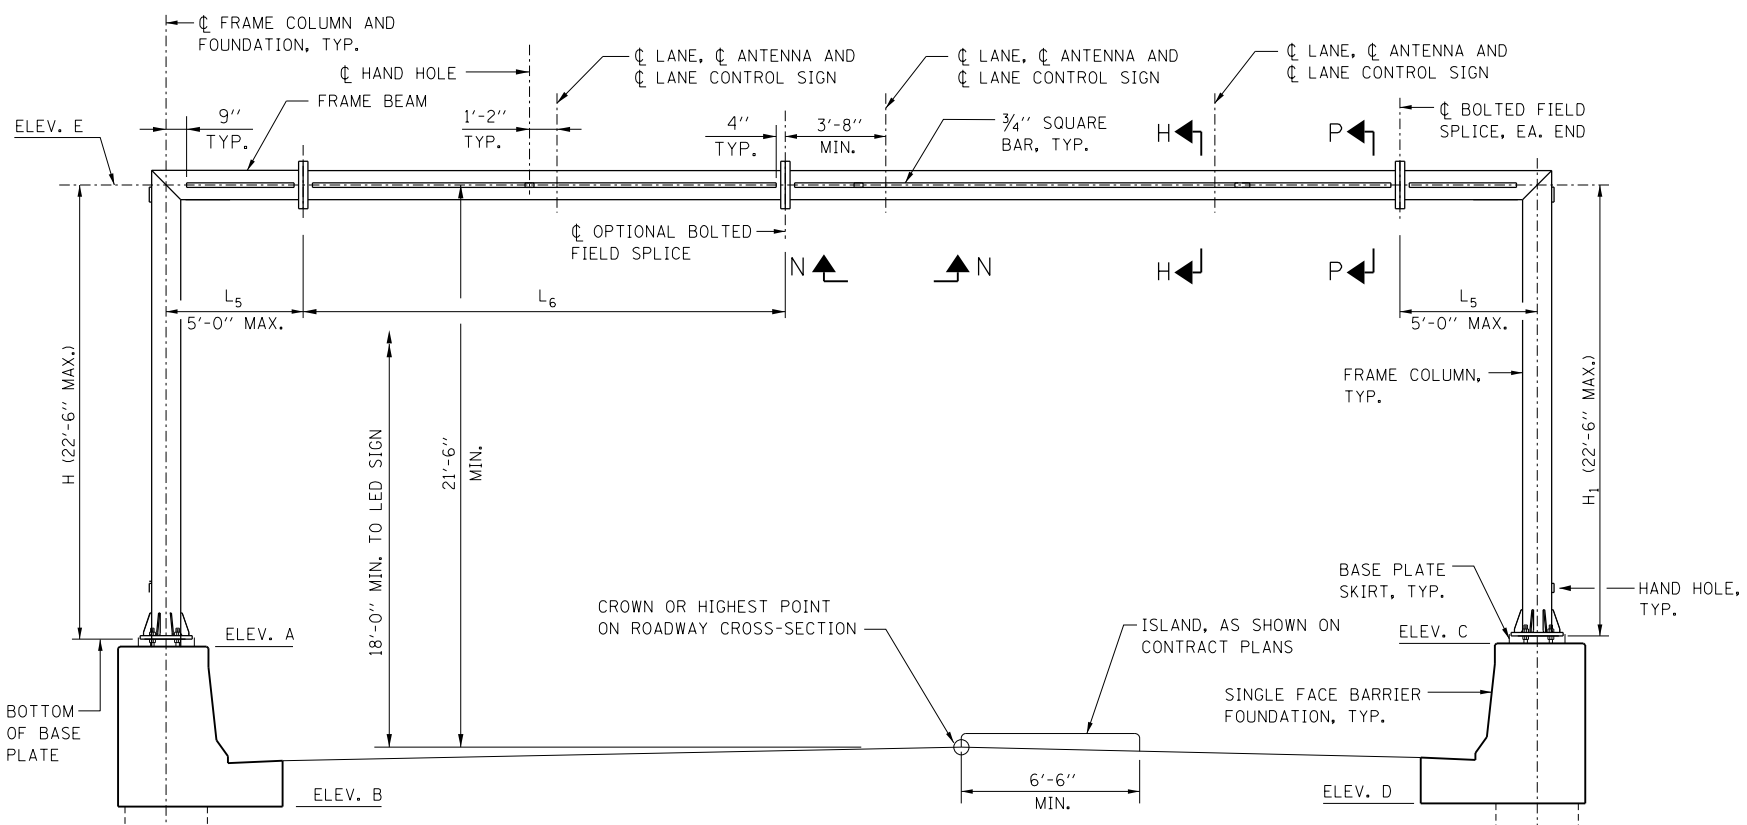 ℄ FRAME COLUMN AND
FOUNDATION, TYP.
℄ HAND HOLE
FRAME BEAM
℄ LANE, ℄ ANTENNA AND
℄ LANE CONTROL SIGN
℄ LANE, ℄ ANTENNA AND
℄ LANE CONTROL SIGN
℄ LANE, ℄ ANTENNA AND
℄ LANE CONTROL SIGN
ELEV. E
9"
TYP.
1'-2"
TYP.
4"
TYP.
3'-8"
MIN.
3/4" SQUARE
BAR, TYP.
H
P
℄ BOLTED FIELD
SPLICE, EA. END
℄ OPTIONAL BOLTED
FIELD SPLICE
N
N
H
P
L5
5'-0" MAX.
L6
L5
5'-0" MAX.
H (22'-6" MAX.)
18'-0" MIN. TO LED SIGN
21'-6"
MIN.
FRAME COLUMN,
TYP.
H1 (22'-6" MAX.)
BASE PLATE
SKIRT, TYP.
HAND HOLE,
TYP.
CROWN OR HIGHEST POINT
ON ROADWAY CROSS-SECTION
ISLAND, AS SHOWN ON
CONTRACT PLANS
ELEV. A
ELEV. C
BOTTOM
OF BASE
PLATE
SINGLE FACE BARRIER
FOUNDATION, TYP.
6'-6"
MIN.
ELEV. B
ELEV. D